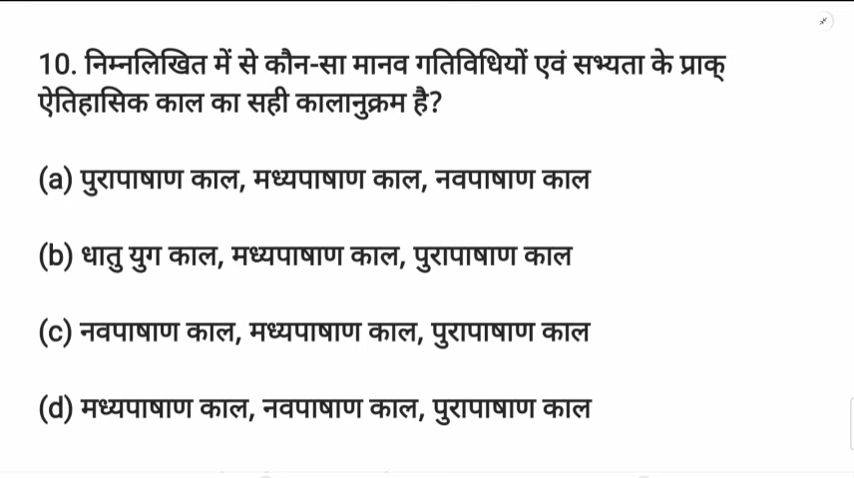 10. निम्नलिखित में से कौन-सा मानव गतिविधियों एवं सभ्यता के प्राक्
ऐतिहासिक काल का सही कालानुक्रम है?
(a) पुरापाषाण काल, मध्यपाषाण काल, नवपाषाण काल
(b) धातु युग काल, मध्यपाषाण काल, पुरापाषाण काल
(c) नवपाषाण काल, मध्यपाषाण काल, पुरापाषाण काल
(d) मध्यपाषाण काल, नवपाषाण काल, पुरापाषाण काल